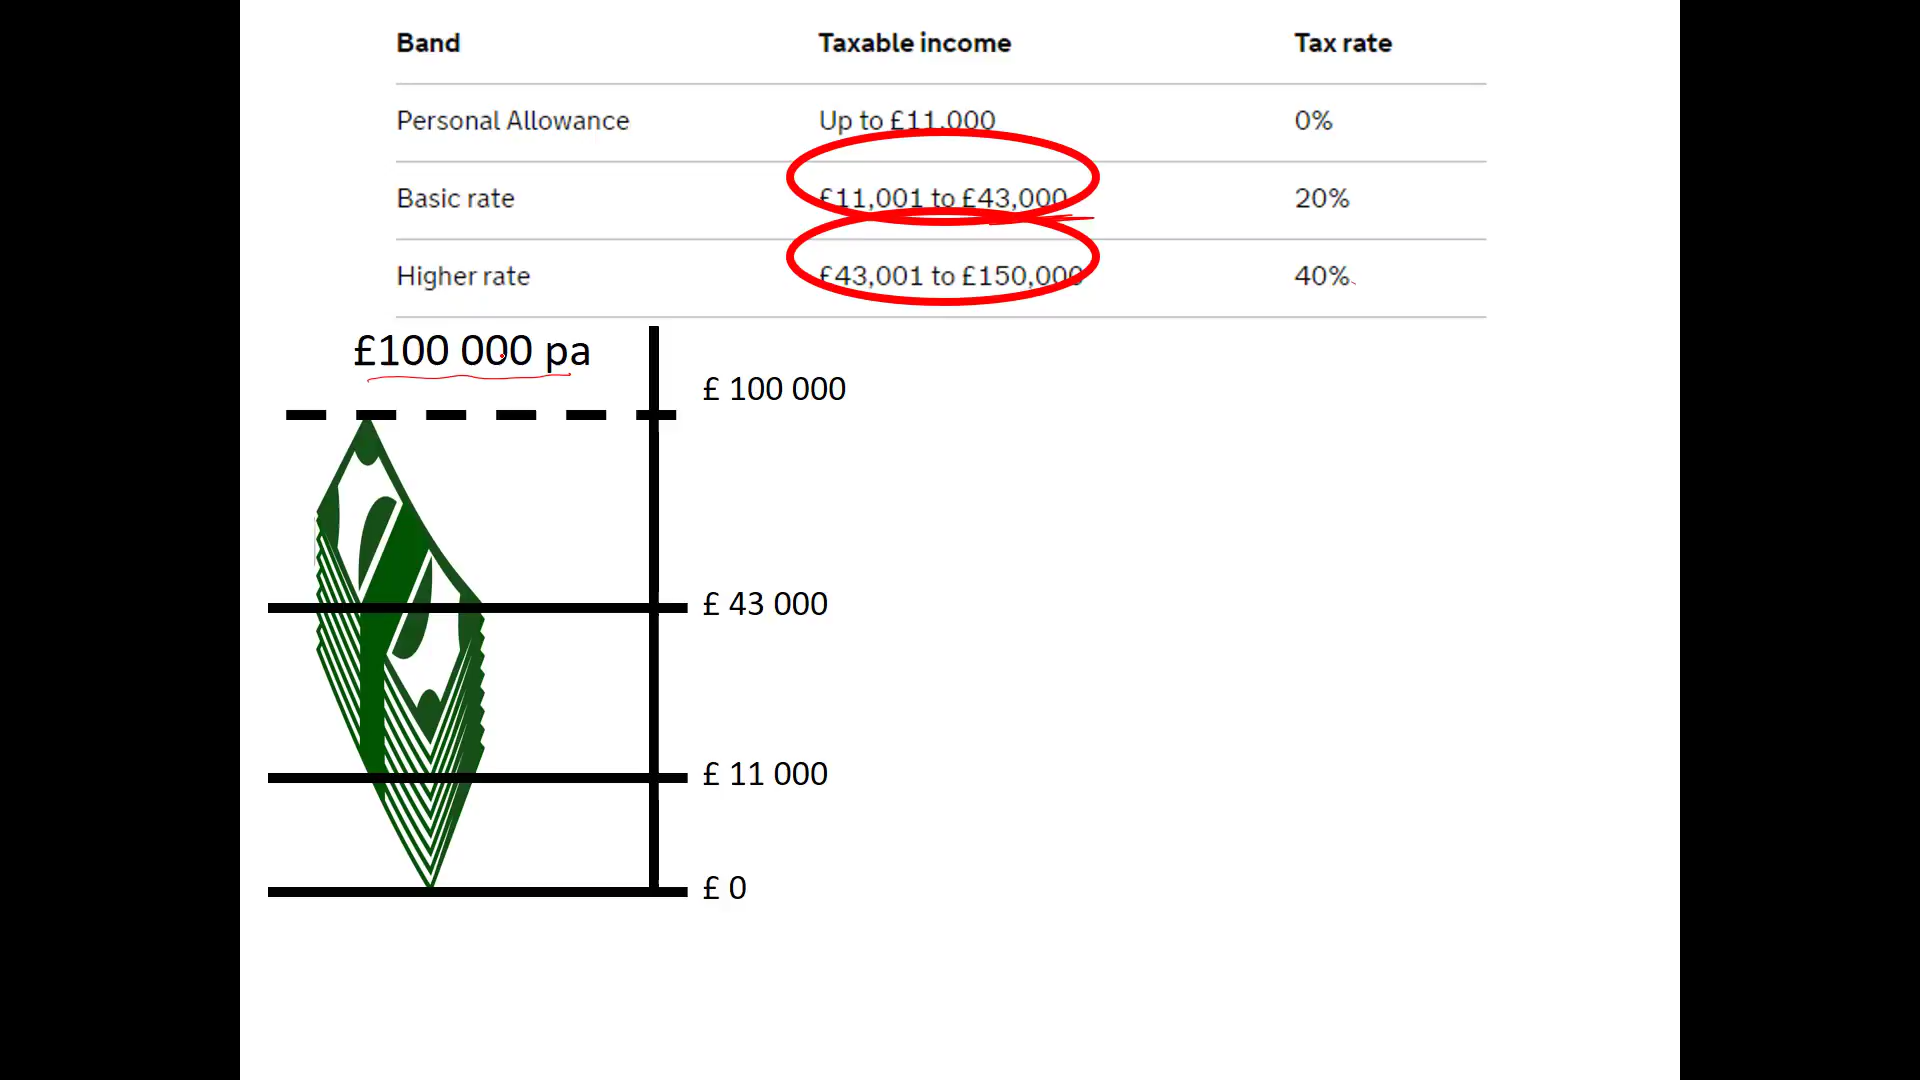 Band Taxable income Tax rate
Personal Allowance Up to £11,000 0%
Basic rate £11,001 to £43,000 20%
Higher rate £43,001 to £150,000 40%
£100 000 pa
£ 100 000
£ 43 000
£ 11 000
£ 0